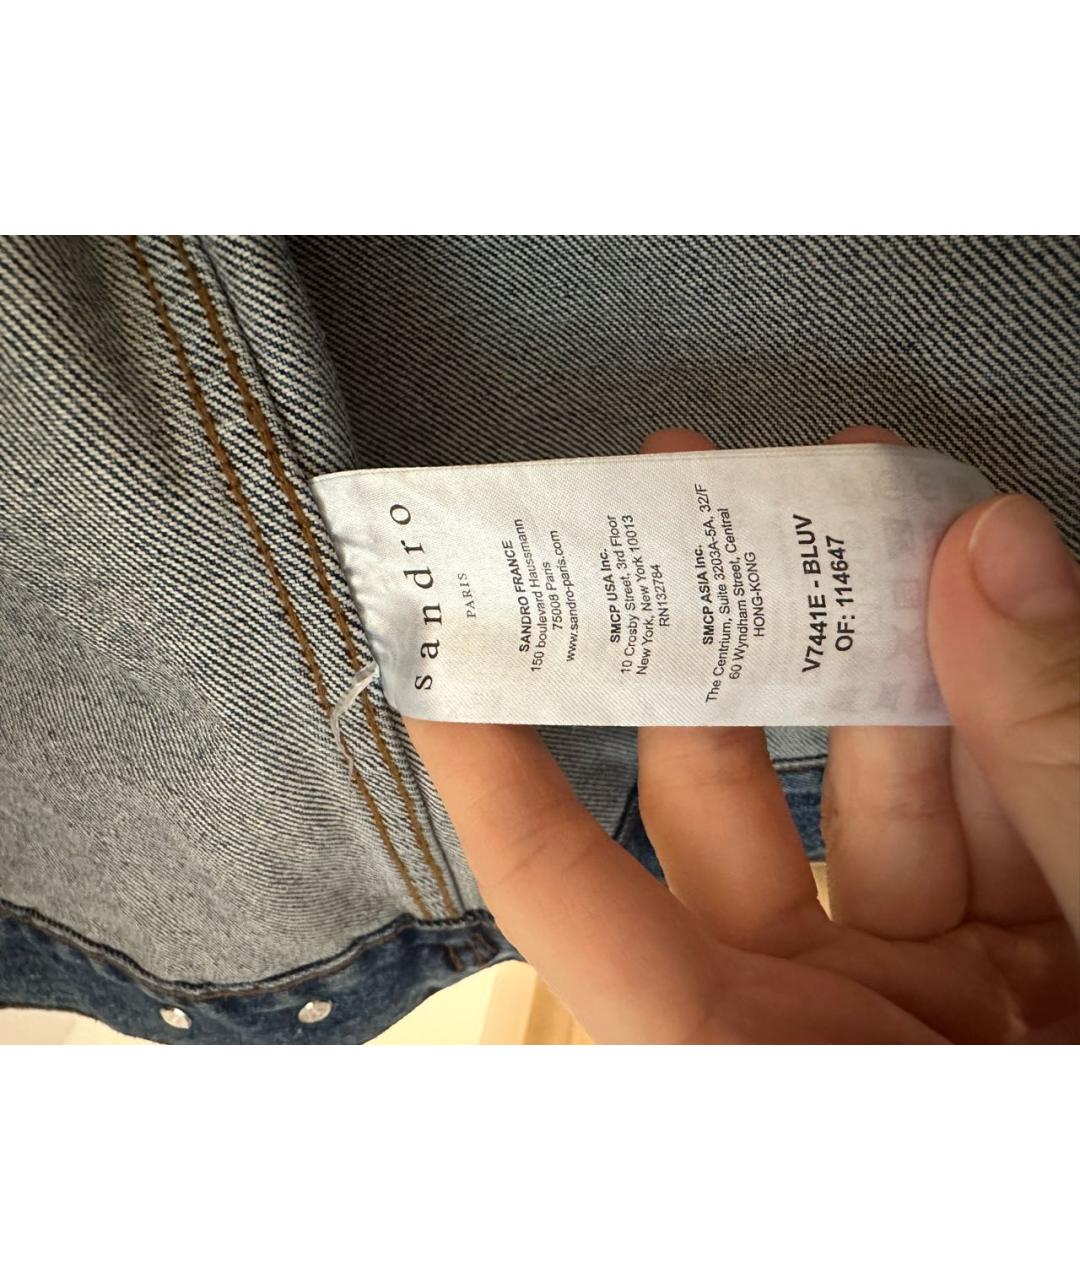 sandro
PARIS
SANDRO FRANCE
150 boulevard Haussmann
75008 Paris
www.sandro-paris.com
SMCP USA Inc.
10 Crosby Street, 3rd Floor
New York, New York 10013
RN132784
SMCP ASIA Inc.
The Centrium, Suite 3203A-5A, 32/F
60 Wyndham Street, Central
HONG-KONG
V7441E - BLUV
OF: 114647